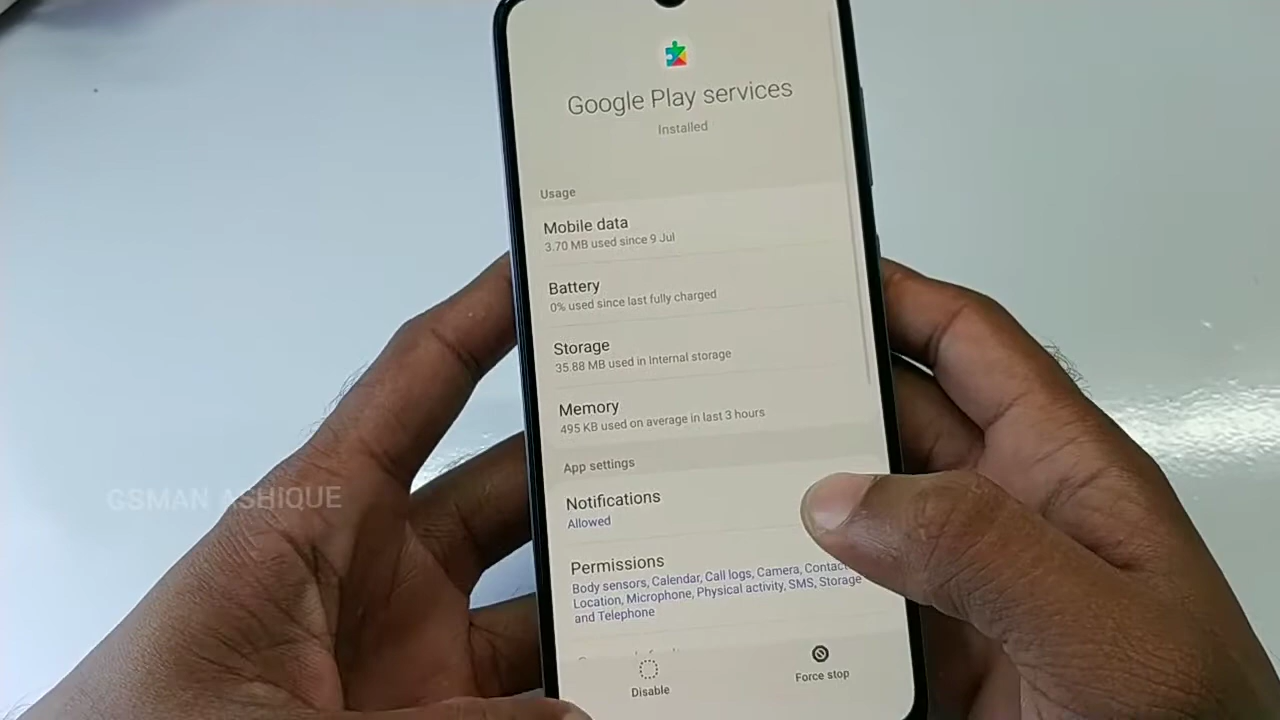 Google Play services
Installed
Usage
Mobile data
3.70 MB used since 9 Jul
Battery
0% used since last fully charged
Storage
35.88 MB used in Internal storage
Memory
495 KB used on average in last 3 hours
App settings
Notifications
Allowed
Permissions
Body sensors, Calendar, Call logs, Camera,
Location, Microphone, Physical activity, SMS, Storage
and Telephone
Disable
Force stop
GSMAN ASHIQUE